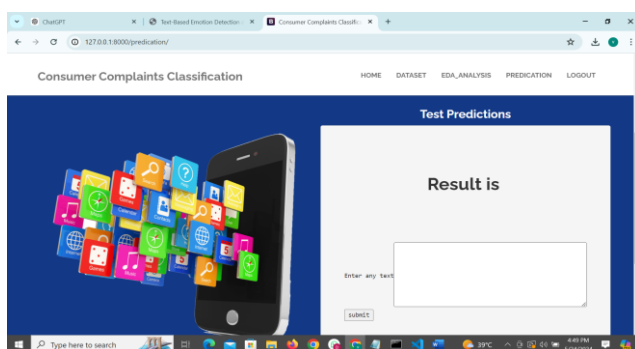 ChatGPT
Text-Based Emotion Detection
Consumer Complaints Classific
127.0.0.1:8000/predication/
Consumer Complaints Classification
HOME DATASET EDA_ANALYSIS PREDICATION LOGOUT
Test Predictions
Result is
Enter any text
submit
Type here to search
39°C
4:49 PM